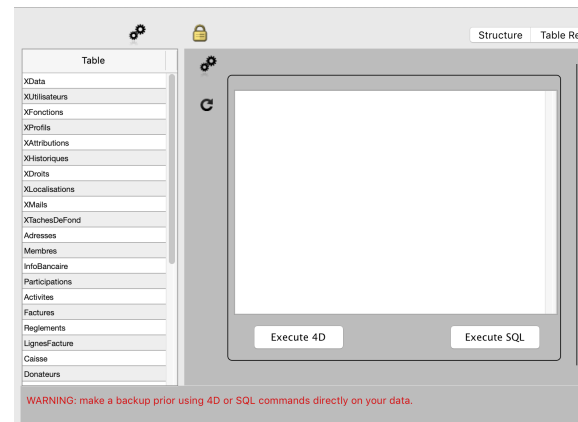 Structure Table Re
Table
XData
XUtilisateurs
XFonctions
XProfils
XAttributions
XHistoriques
XDroits
XLocalisations
XMails
XTachesDeFond
Adresses
Membres
InfoBancaire
Participations
Activites
Factures
Reglements
LignesFacture
Caisse
Donateurs
Execute 4D Execute SQL
WARNING: make a backup prior using 4D or SQL commands directly on your data.